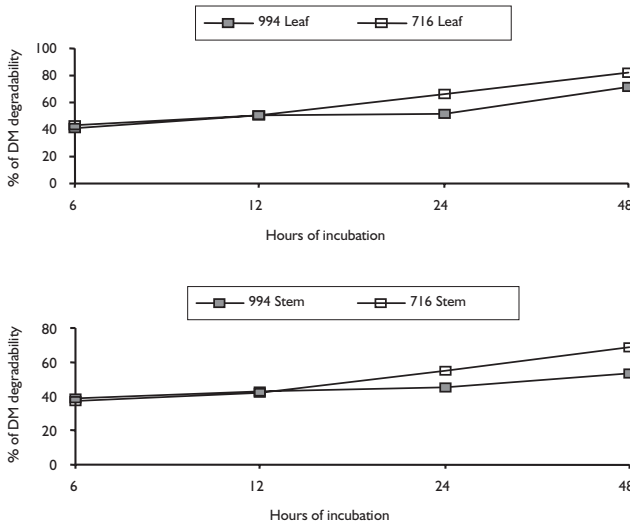 994 Leaf 716 Leaf
% of DM degradability
100
80
60
40
20
0
6 12 24 48
Hours of incubation
994 Stem 716 Stem
% of DM degradability
80
60
40
20
0
6 12 24 48
Hours of incubation